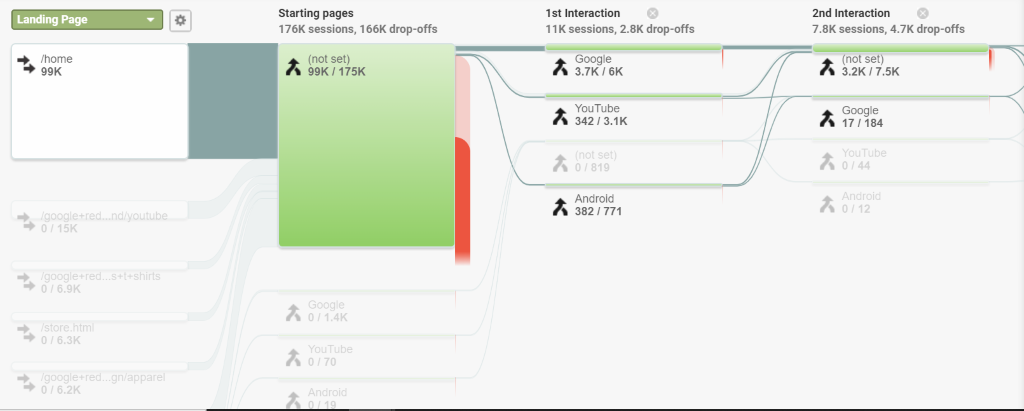 Landing Page
/home
99K
/google+red...nd/youtube
0 / 15K
/google+red...s+t+shirts
0 / 6.9K
/store.html
0 / 6.3K
/google+red...gn/apparel
0 / 6.2K
Starting pages
176K sessions, 166K drop-offs
(not set)
99K / 175K
Google
0 / 1.4K
YouTube
0 / 70
Android
0 / 19
1st Interaction
11K sessions, 2.8K drop-offs
Google
3.7K / 6K
YouTube
342 / 3.1K
(not set)
0 / 819
Android
382 / 771
2nd Interaction
7.8K sessions, 4.7K drop-offs
(not set)
3.2K / 7.5K
Google
17 / 184
YouTube
0 / 44
Android
0 / 12